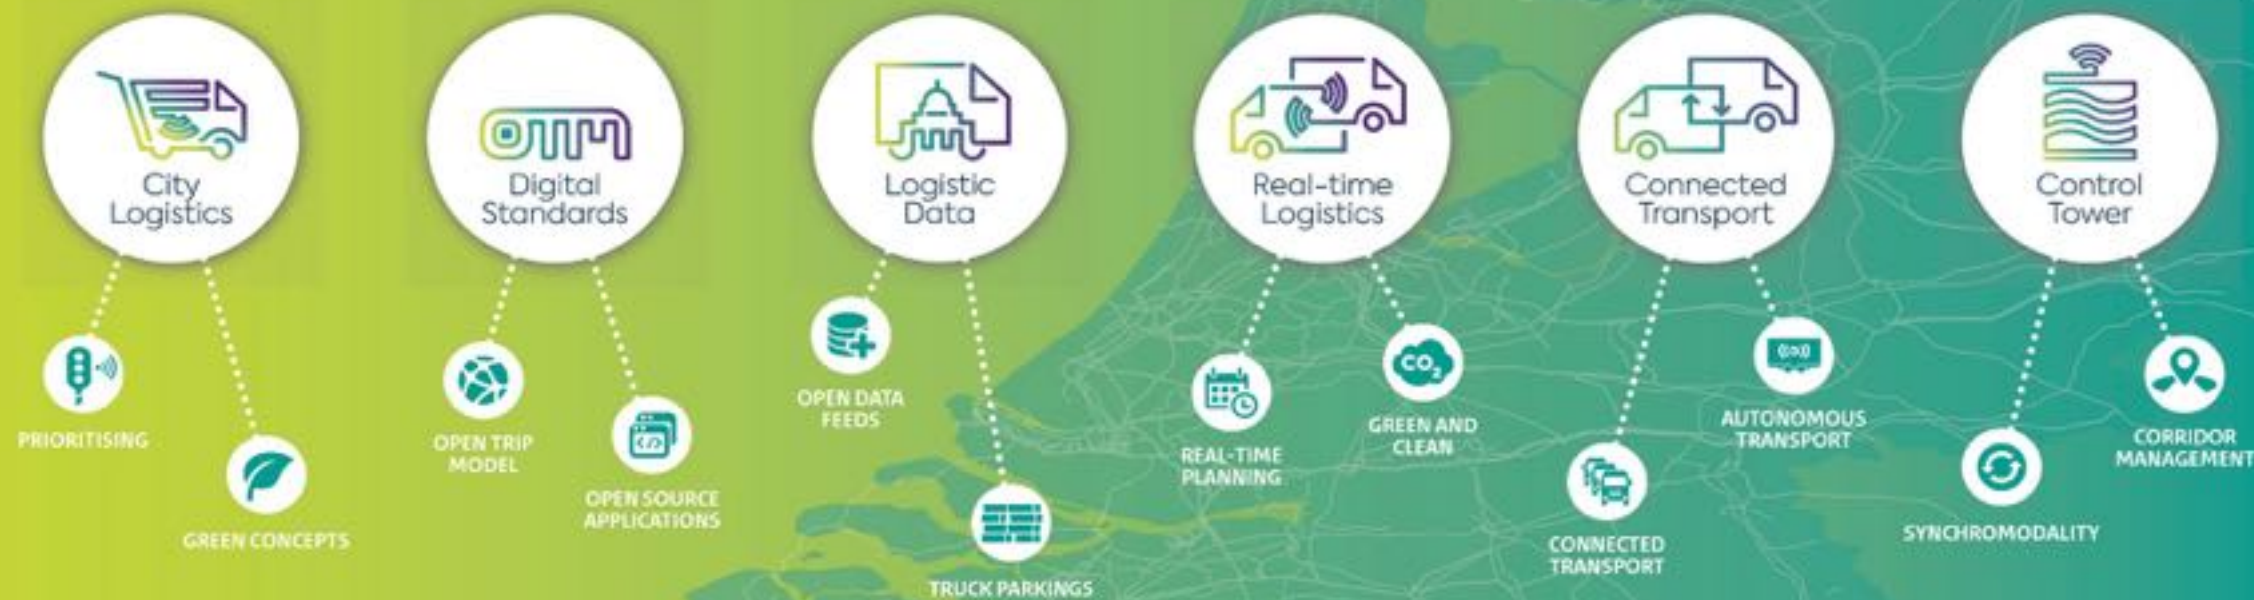 City
Logistics
PRIORITISING
GREEN CONCEPTS
OTM
Digital
Standards
OPEN TRIP
MODEL
OPEN SOURCE
APPLICATIONS
Logistic
Data
OPEN DATA
FEEDS
TRUCK PARKINGS
Real-time
Logistics
REAL-TIME
PLANNING
CO2
GREEN AND
CLEAN
Connected
Transport
CONNECTED
TRANSPORT
AUTONOMOUS
TRANSPORT
Control
Tower
SYNCHROMODALITY
CORRIDOR
MANAGEMENT